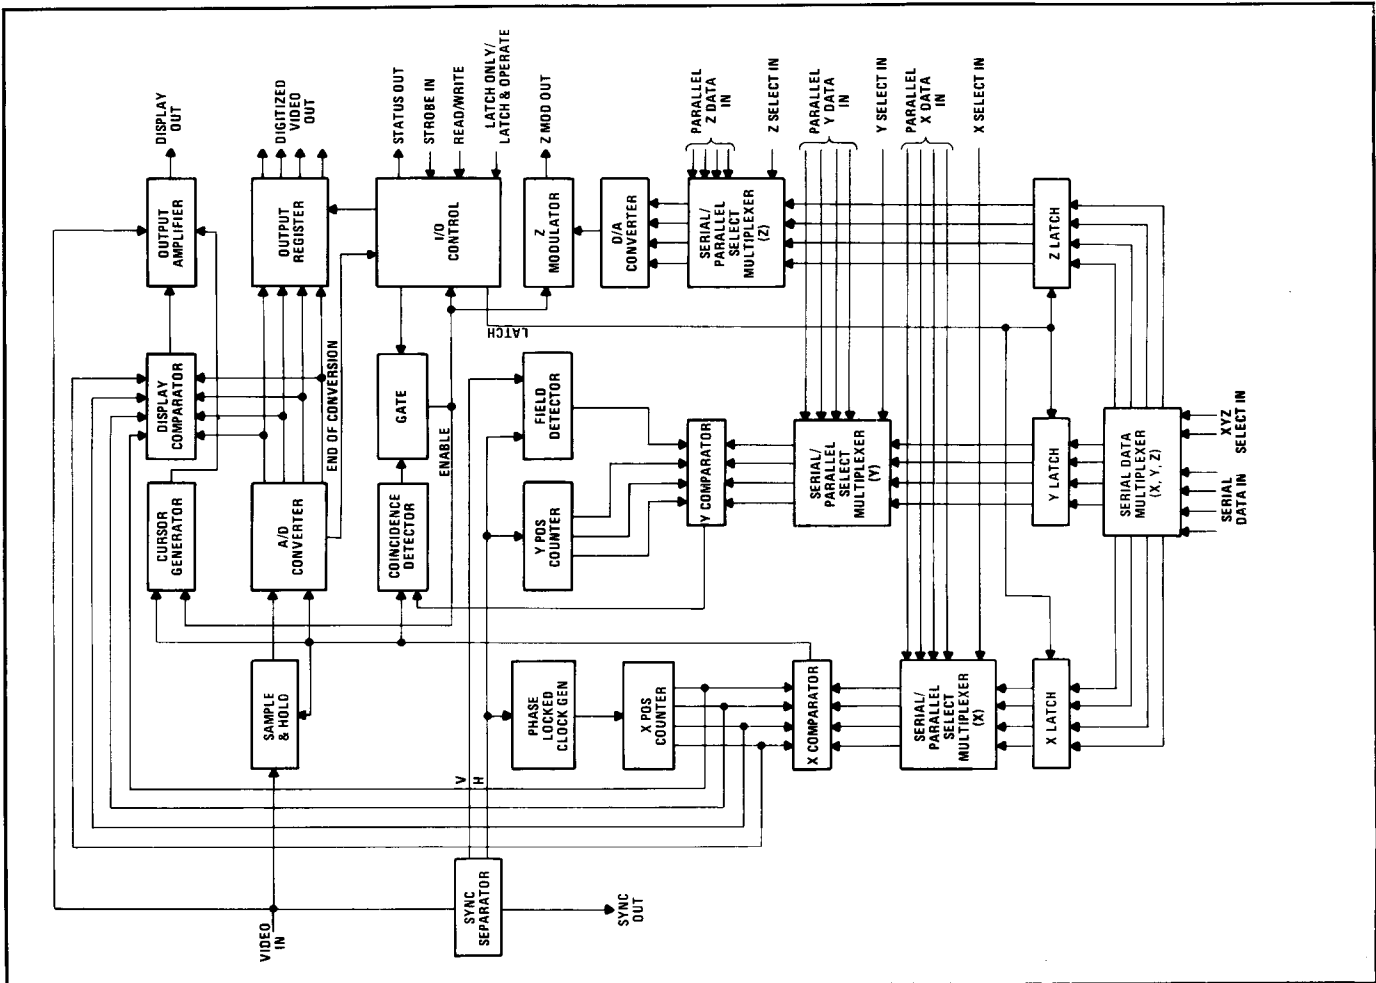 DISPLAY
OUT
DIGITIZED
VIDEO
OUT
STATUS OUT
STROBE IN
READ/WRITE
LATCH ONLY/
LATCH & OPERATE
Z MOD OUT
PARALLEL
Z DATA
IN
Z SELECT IN
PARALLEL
Y DATA
IN
Y SELECT IN
PARALLEL
X DATA
IN
X SELECT IN
OUTPUT
AMPLIFIER
OUTPUT
REGISTER
I/O
CONTROL
Z
MODULATOR
D/A
CONVERTER
SERIAL/
PARALLEL
SELECT
MULTIPLEXER
(Z)
Z LATCH
DISPLAY
COMPARATOR
END OF CONVERSION
GATE
ENABLE
LATCH
FIELD
DETECTOR
Y COMPARATOR
SERIAL/
PARALLEL
SELECT
MULTIPLEXER
(Y)
Y LATCH
SERIAL DATA
MULTIPLEXER
(X, Y, Z)
XYZ
SELECT IN
SERIAL
DATA IN
CURSOR
GENERATOR
A/D
CONVERTER
COINCIDENCE
DETECTOR
Y POS
COUNTER
SAMPLE
& HOLD
PHASE
LOCKED
CLOCK GEN
X POS
COUNTER
X COMPARATOR
SERIAL/
PARALLEL
SELECT
MULTIPLEXER
(X)
X LATCH
V
H
VIDEO
IN
SYNC
SEPARATOR
SYNC
OUT